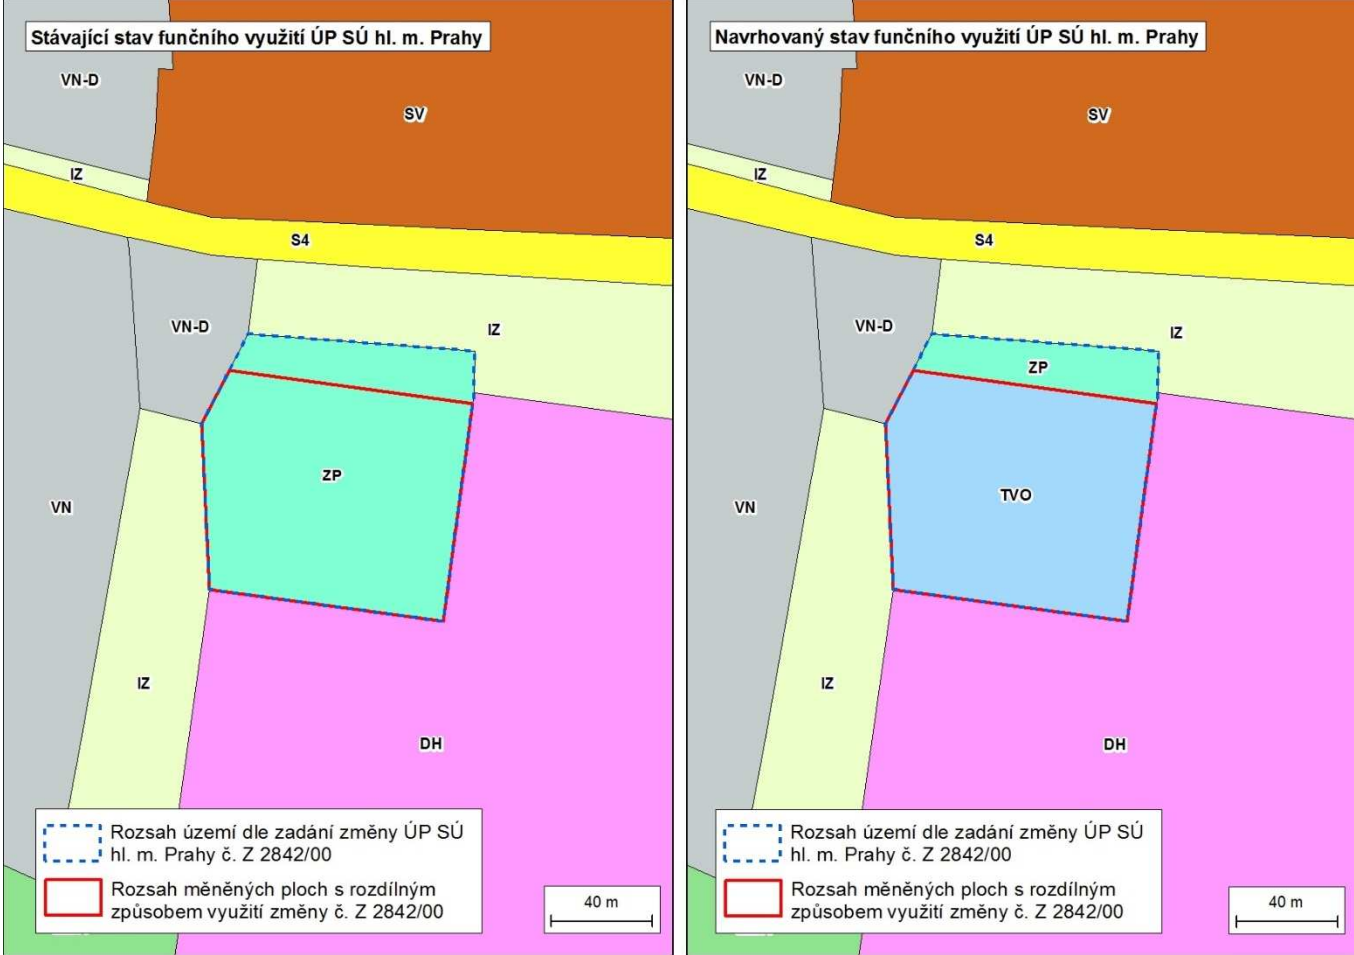 Stávající stav funčního využití ÚP SÚ hl. m. Prahy
VN-D
SV
IZ
S4
VN-D
IZ
ZP
VN
IZ
DH
Rozsah území dle zadání změny ÚP SÚ
hl. m. Prahy č. Z 2842/00
Rozsah měněných ploch s rozdílným
způsobem využití změny č. Z 2842/00
40 m
Navrhovaný stav funčního využití ÚP SÚ hl. m. Prahy
VN-D
SV
IZ
S4
VN-D
IZ
ZP
TVO
VN
IZ
DH
Rozsah území dle zadání změny ÚP SÚ
hl. m. Prahy č. Z 2842/00
Rozsah měněných ploch s rozdílným
způsobem využití změny č. Z 2842/00
40 m